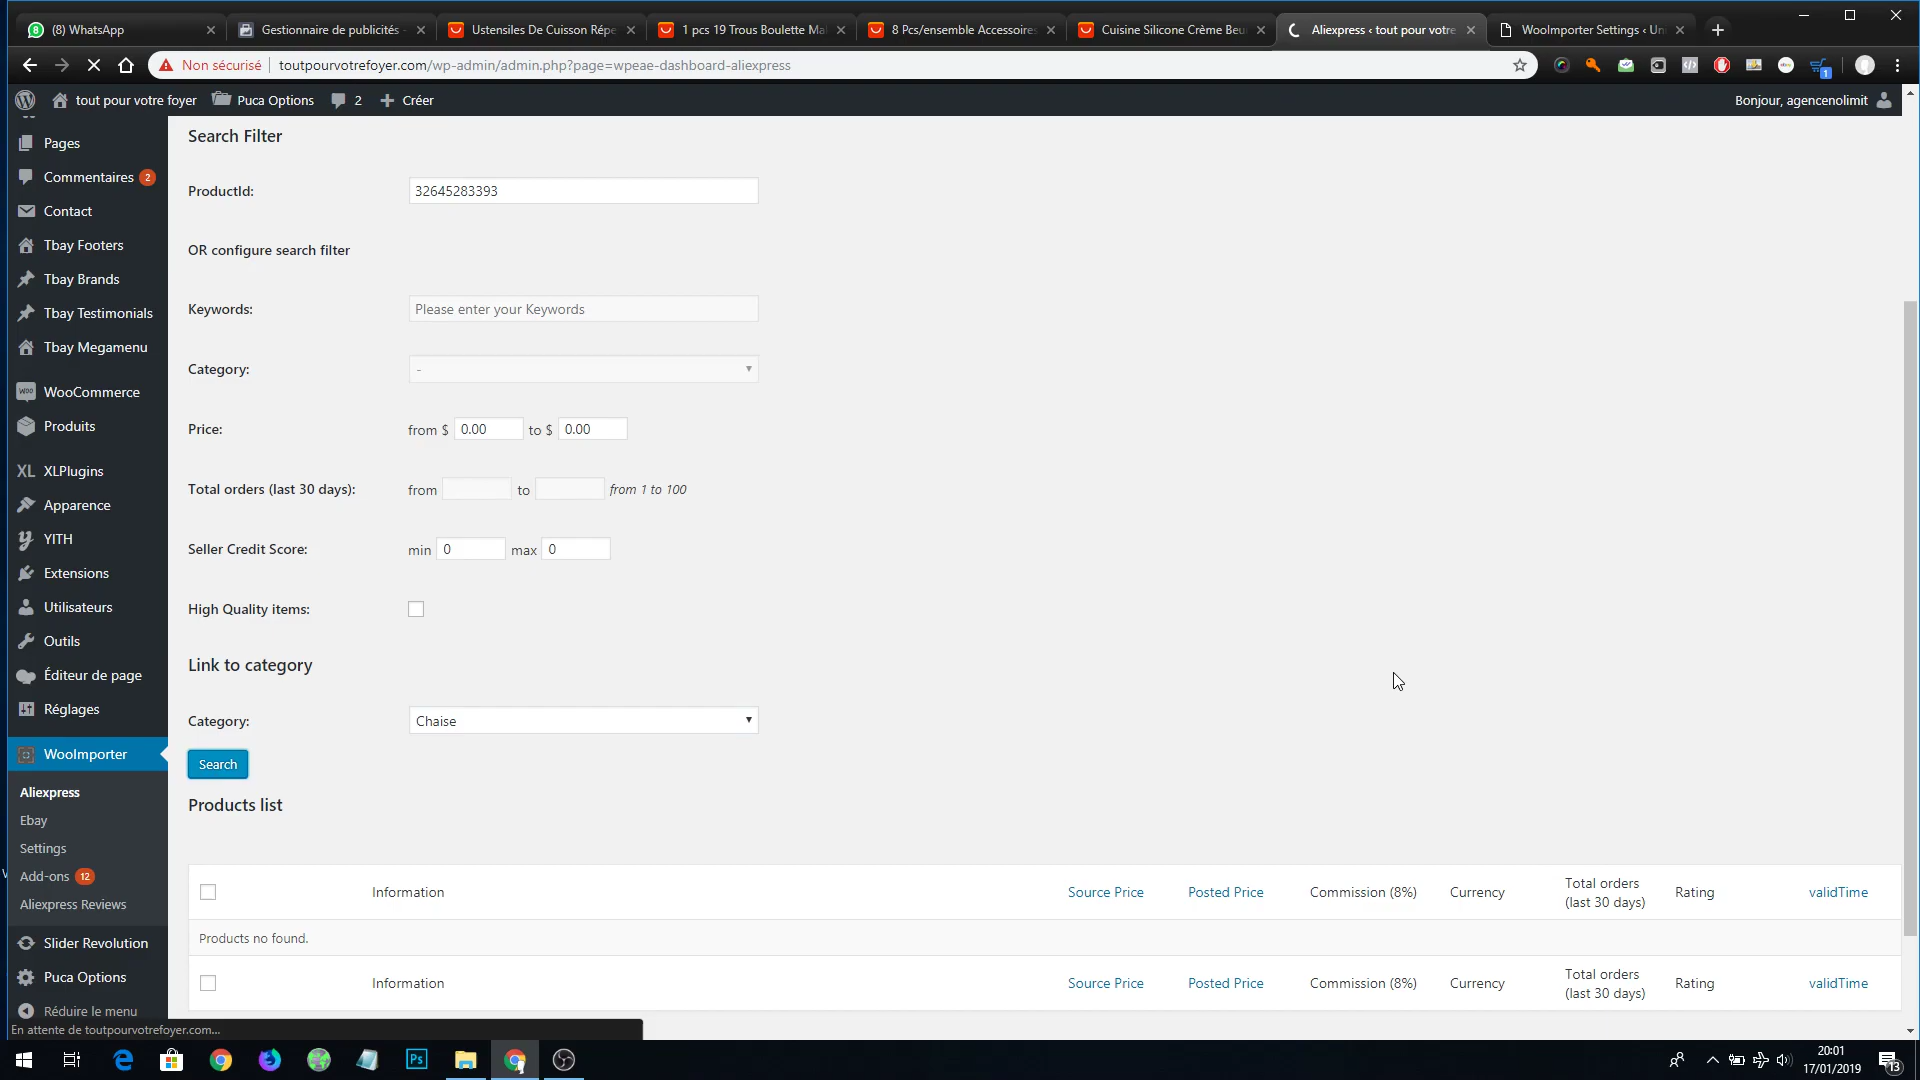 (8) WhatsApp
Gestionnaire de publicités -
Ustensiles De Cuisson Répe
1 pcs 19 Trous Boulette Mak
8 Pcs/ensemble Accessoires
Cuisine Silicone Crème Beur
Aliexpress ‹ tout pour votre
WooImporter Settings ‹ Un
Non sécurisé
toutpourvotrefoyer.com/wp-admin/admin.php?page=wpeae-dashboard-aliexpress
tout pour votre foyer
Puca Options
2
Créer
Bonjour, agencenolimit
Pages
Commentaires 2
Contact
Tbay Footers
Tbay Brands
Tbay Testimonials
Tbay Megamenu
WooCommerce
Produits
XL XLPlugins
Apparence
YITH
Extensions
Utilisateurs
Outils
Éditeur de page
Réglages
WooImporter
Aliexpress
Ebay
Settings
Add-ons 12
Aliexpress Reviews
Slider Revolution
Puca Options
Réduire le menu
Search Filter
ProductId: 32645283393
OR configure search filter
Keywords: Please enter your Keywords
Category: -
Price: from $ 0.00 to $ 0.00
Total orders (last 30 days): from to from 1 to 100
Seller Credit Score: min 0 max 0
High Quality items:
Link to category
Category: Chaise
Search
Products list
Information Source Price Posted Price Commission (8%) Currency Total orders (last 30 days) Rating validTime
Products no found.
Information Source Price Posted Price Commission (8%) Currency Total orders (last 30 days) Rating validTime
En attente de toutpourvotrefoyer.com...
Ps
20:01
17/01/2019
13